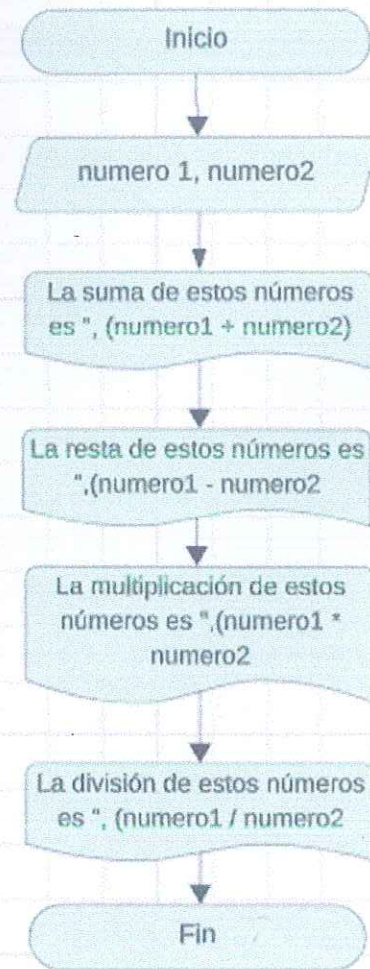 Inicio
numero 1, numero2
La suma de estos números
es ", (numero1 + numero2)
La resta de estos números es
",(numero1 - numero2
La multiplicación de estos
números es ",(numero1 *
numero2
La división de estos números
es ", (numero1 / numero2
Fin